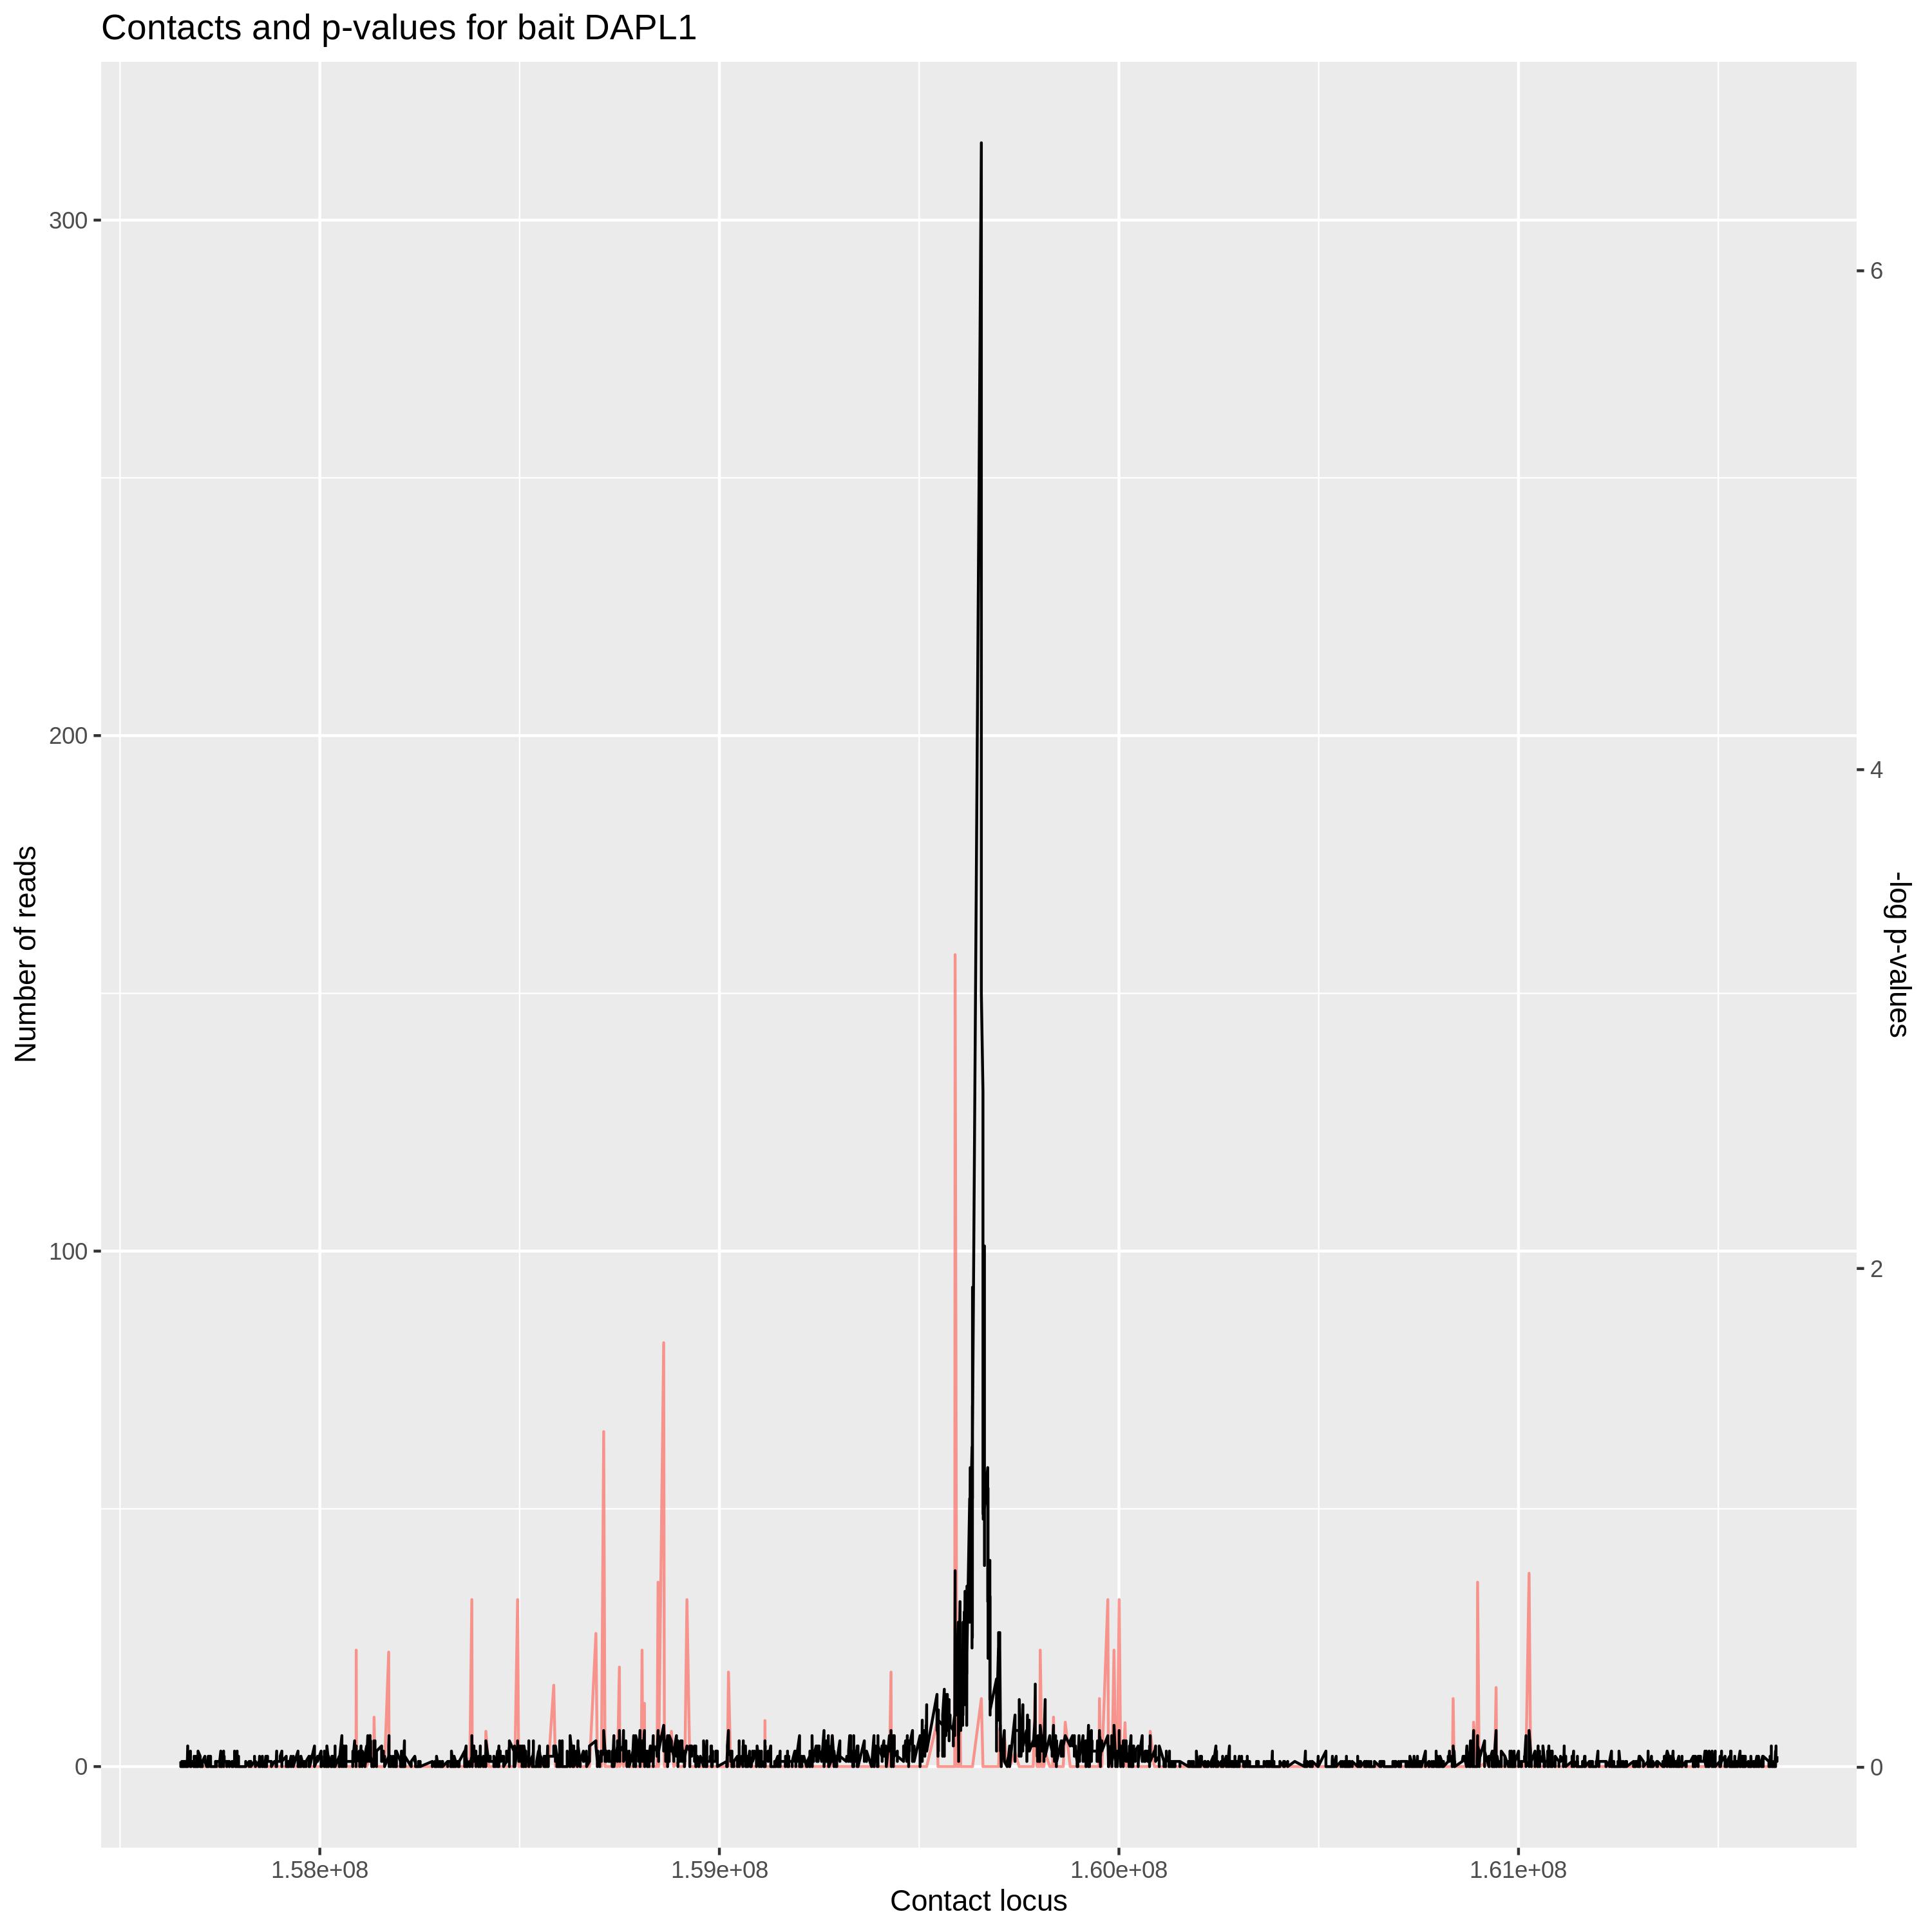 Contacts and p-values for bait DAPL1
300
200
100
0
6
4
2
0
Number of reads
-log p-values
1.58e+08 1.59e+08 1.60e+08 1.61e+08
Contact locus